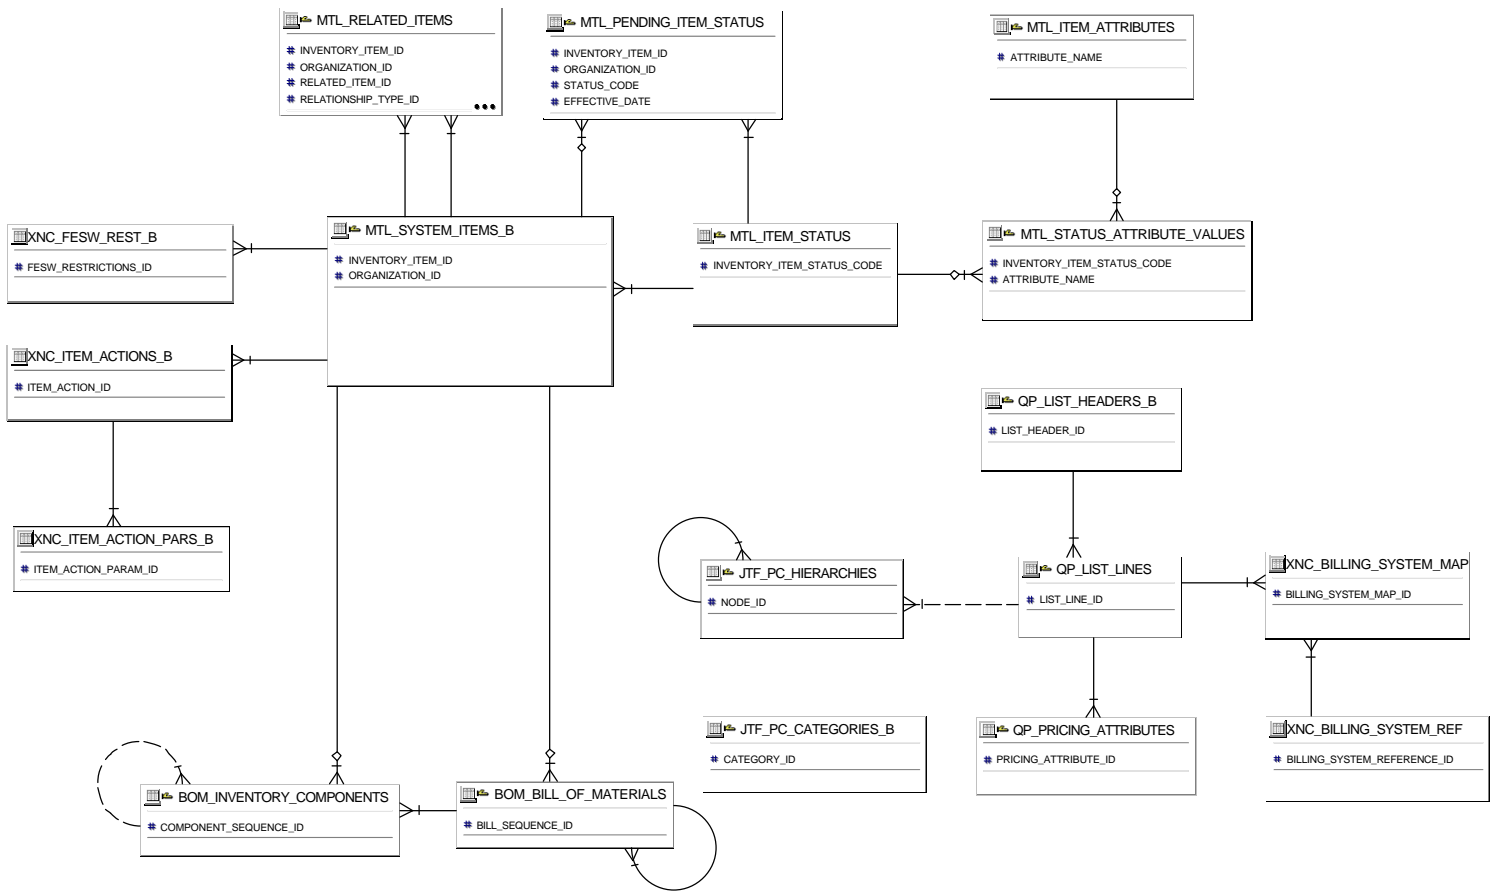 MTL_RELATED_ITEMS
# INVENTORY_ITEM_ID
# ORGANIZATION_ID
# RELATED_ITEM_ID
# RELATIONSHIP_TYPE_ID
MTL_PENDING_ITEM_STATUS
# INVENTORY_ITEM_ID
# ORGANIZATION_ID
# STATUS_CODE
# EFFECTIVE_DATE
MTL_ITEM_ATTRIBUTES
# ATTRIBUTE_NAME
XNC_FESW_REST_B
# FESW_RESTRICTIONS_ID
MTL_SYSTEM_ITEMS_B
# INVENTORY_ITEM_ID
# ORGANIZATION_ID
MTL_ITEM_STATUS
# INVENTORY_ITEM_STATUS_CODE
MTL_STATUS_ATTRIBUTE_VALUES
# INVENTORY_ITEM_STATUS_CODE
# ATTRIBUTE_NAME
XNC_ITEM_ACTIONS_B
# ITEM_ACTION_ID
QP_LIST_HEADERS_B
# LIST_HEADER_ID
XNC_ITEM_ACTION_PARS_B
# ITEM_ACTION_PARAM_ID
JTF_PC_HIERARCHIES
# NODE_ID
QP_LIST_LINES
# LIST_LINE_ID
XNC_BILLING_SYSTEM_MAP
# BILLING_SYSTEM_MAP_ID
JTF_PC_CATEGORIES_B
# CATEGORY_ID
QP_PRICING_ATTRIBUTES
# PRICING_ATTRIBUTE_ID
XNC_BILLING_SYSTEM_REF
# BILLING_SYSTEM_REFERENCE_ID
BOM_INVENTORY_COMPONENTS
# COMPONENT_SEQUENCE_ID
BOM_BILL_OF_MATERIALS
# BILL_SEQUENCE_ID